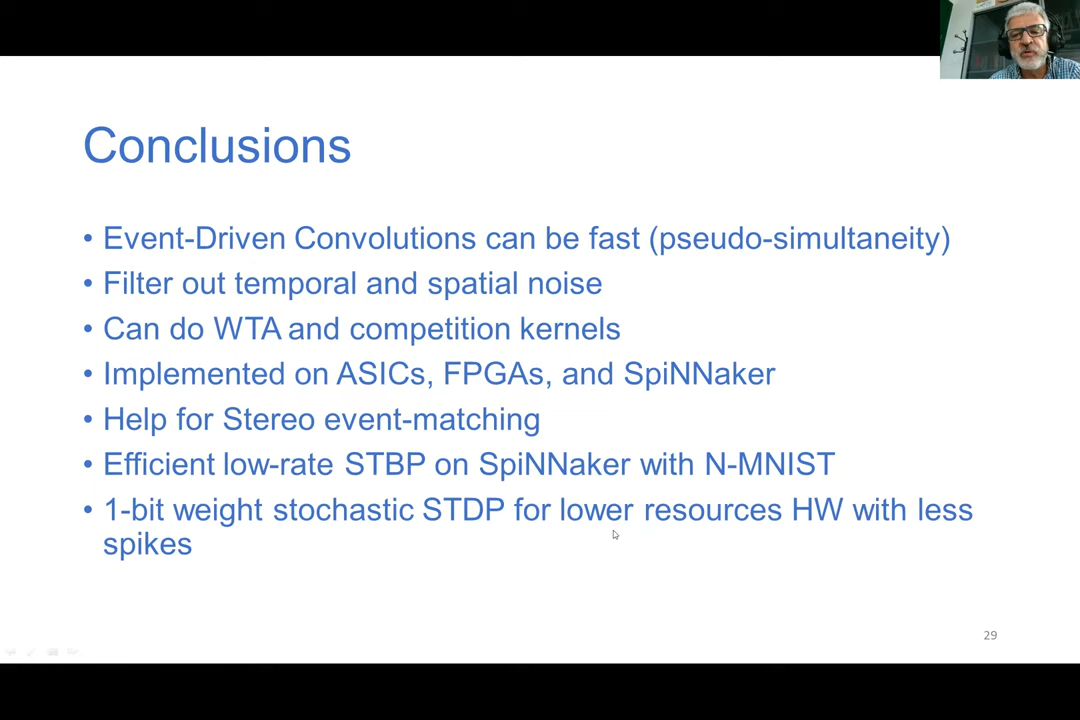 Conclusions
• Event-Driven Convolutions can be fast (pseudo-simultaneity)
• Filter out temporal and spatial noise
• Can do WTA and competition kernels
• Implemented on ASICs, FPGAs, and SpiNNaker
• Help for Stereo event-matching
• Efficient low-rate STBP on SpiNNaker with N-MNIST
• 1-bit weight stochastic STDP for lower resources HW with less
spikes
29